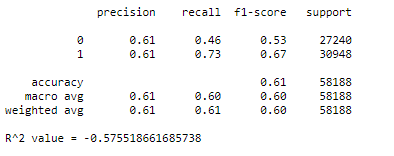 precision recall f1-score support
0 0.61 0.46 0.53 27240
1 0.61 0.73 0.67 30948
accuracy 0.61 58188
macro avg 0.61 0.60 0.60 58188
weighted avg 0.61 0.61 0.60 58188
R^2 value = -0.575518661685738